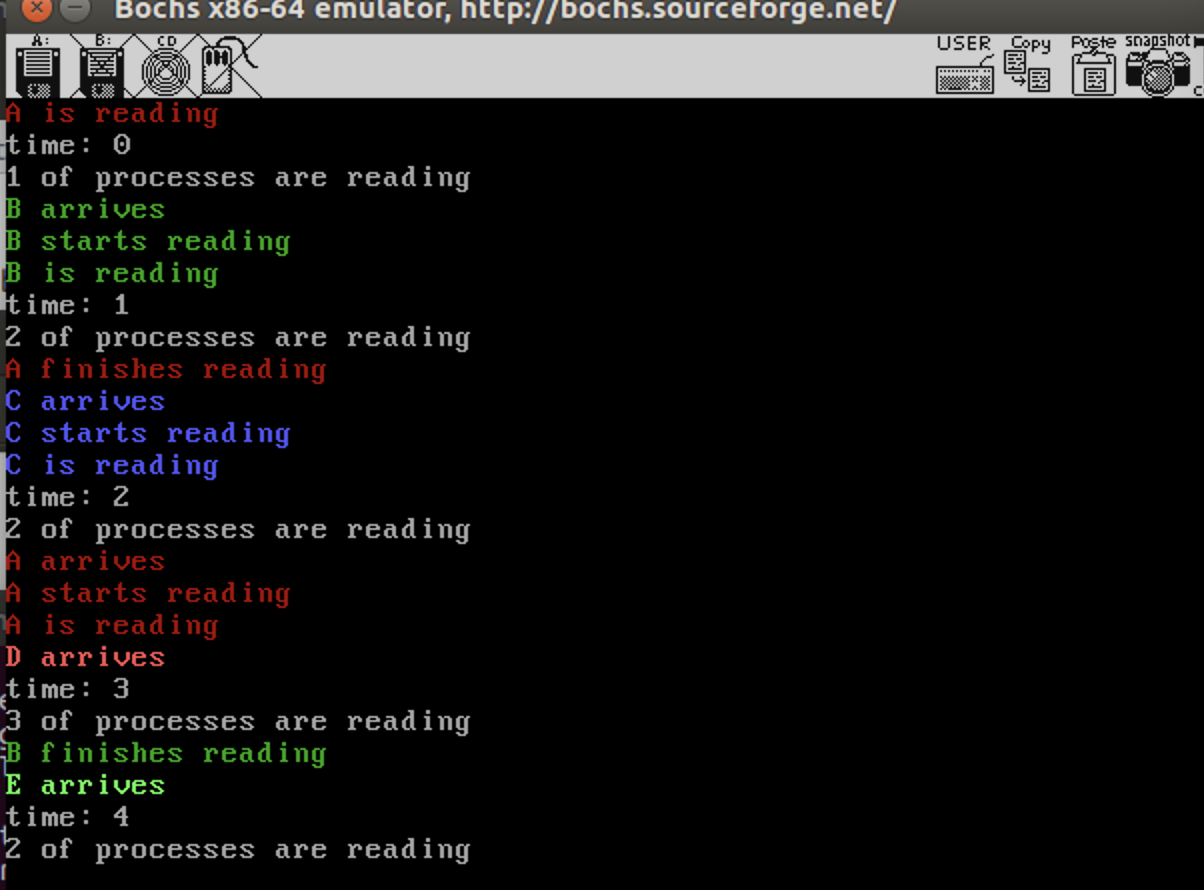 Bochs x86-64 emulator, http://bochs.sourceforge.net/
A: B: CD USER Copy Paste snapshot
A is reading
time: 0
1 of processes are reading
B arrives
B starts reading
B is reading
time: 1
2 of processes are reading
A finishes reading
C arrives
C starts reading
C is reading
time: 2
2 of processes are reading
A arrives
A starts reading
A is reading
D arrives
time: 3
3 of processes are reading
B finishes reading
E arrives
time: 4
2 of processes are reading